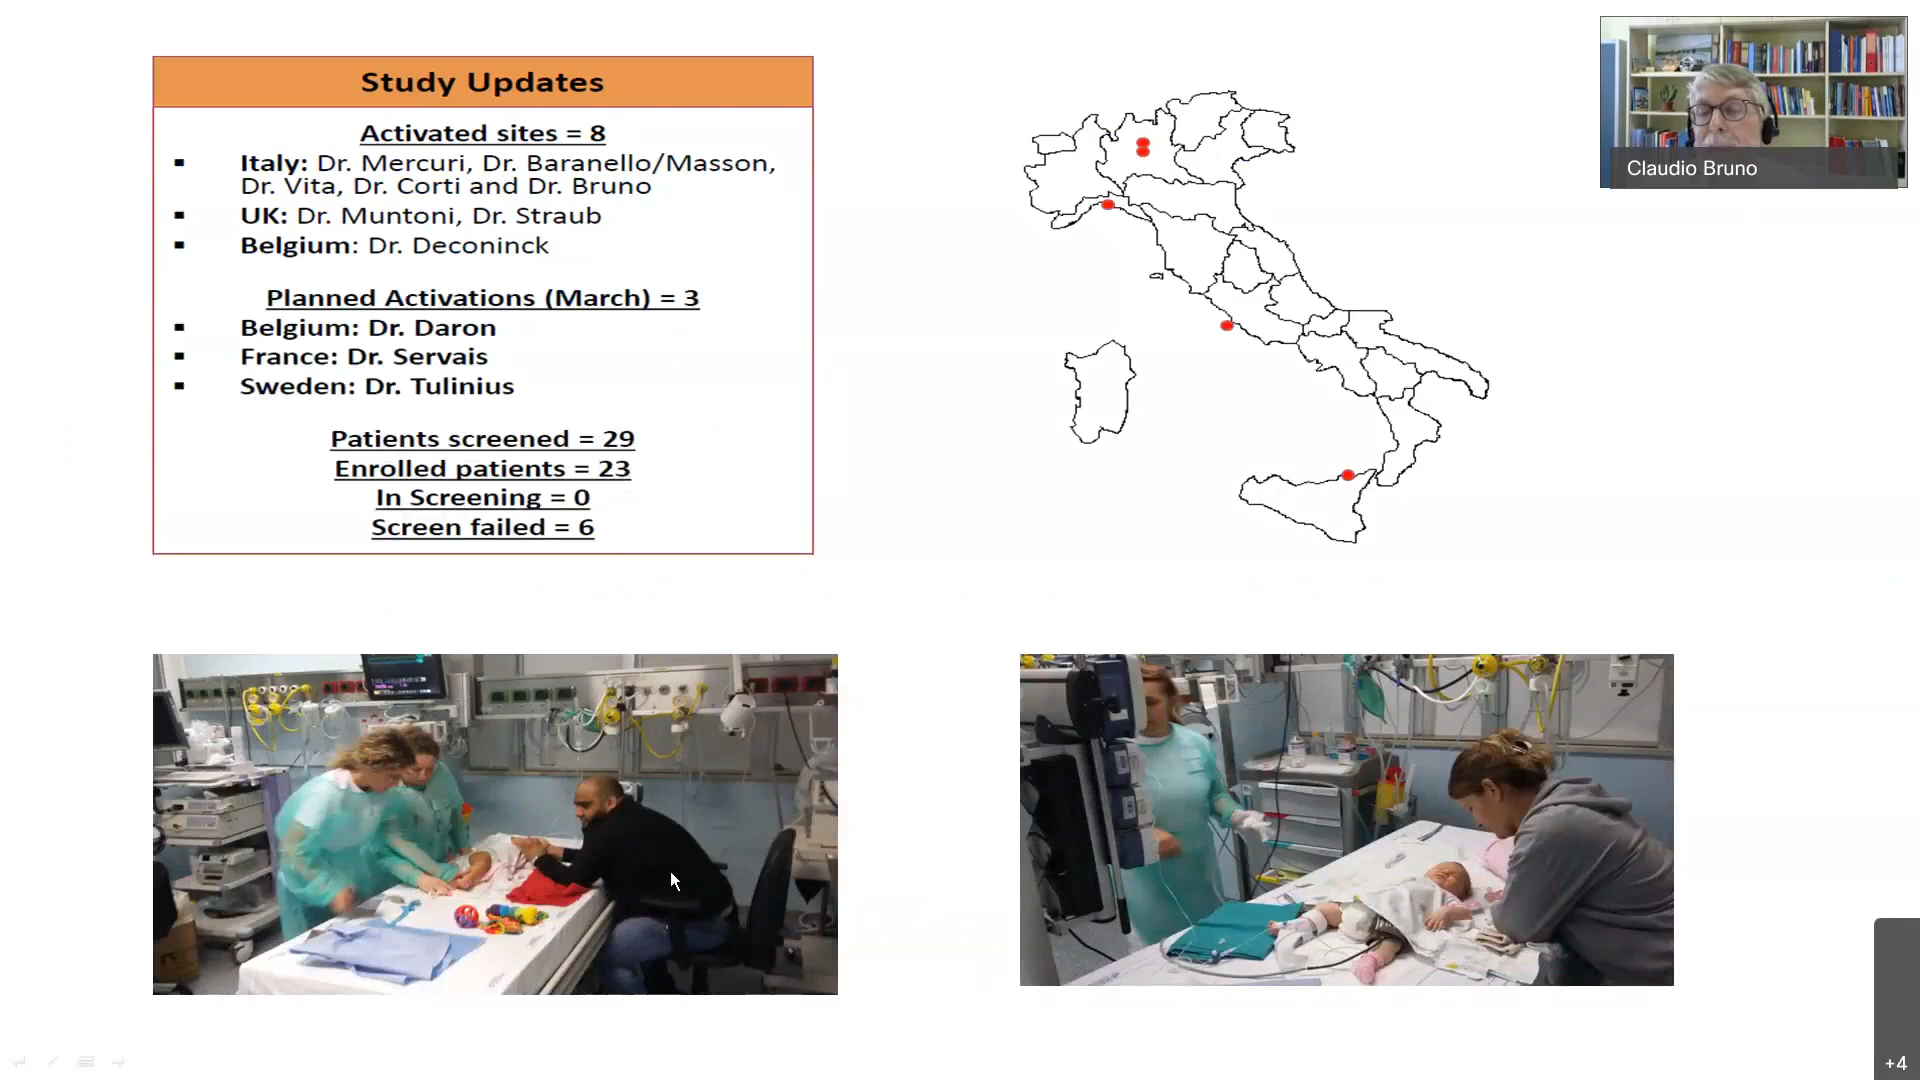 Study Updates
Activated sites = 8
▪ Italy: Dr. Mercuri, Dr. Baranello/Masson,
Dr. Vita, Dr. Corti and Dr. Bruno
▪ UK: Dr. Muntoni, Dr. Straub
▪ Belgium: Dr. Deconinck
Planned Activations (March) = 3
▪ Belgium: Dr. Daron
▪ France: Dr. Servais
▪ Sweden: Dr. Tulinius
Patients screened = 29
Enrolled patients = 23
In Screening = 0
Screen failed = 6
Claudio Bruno
+4